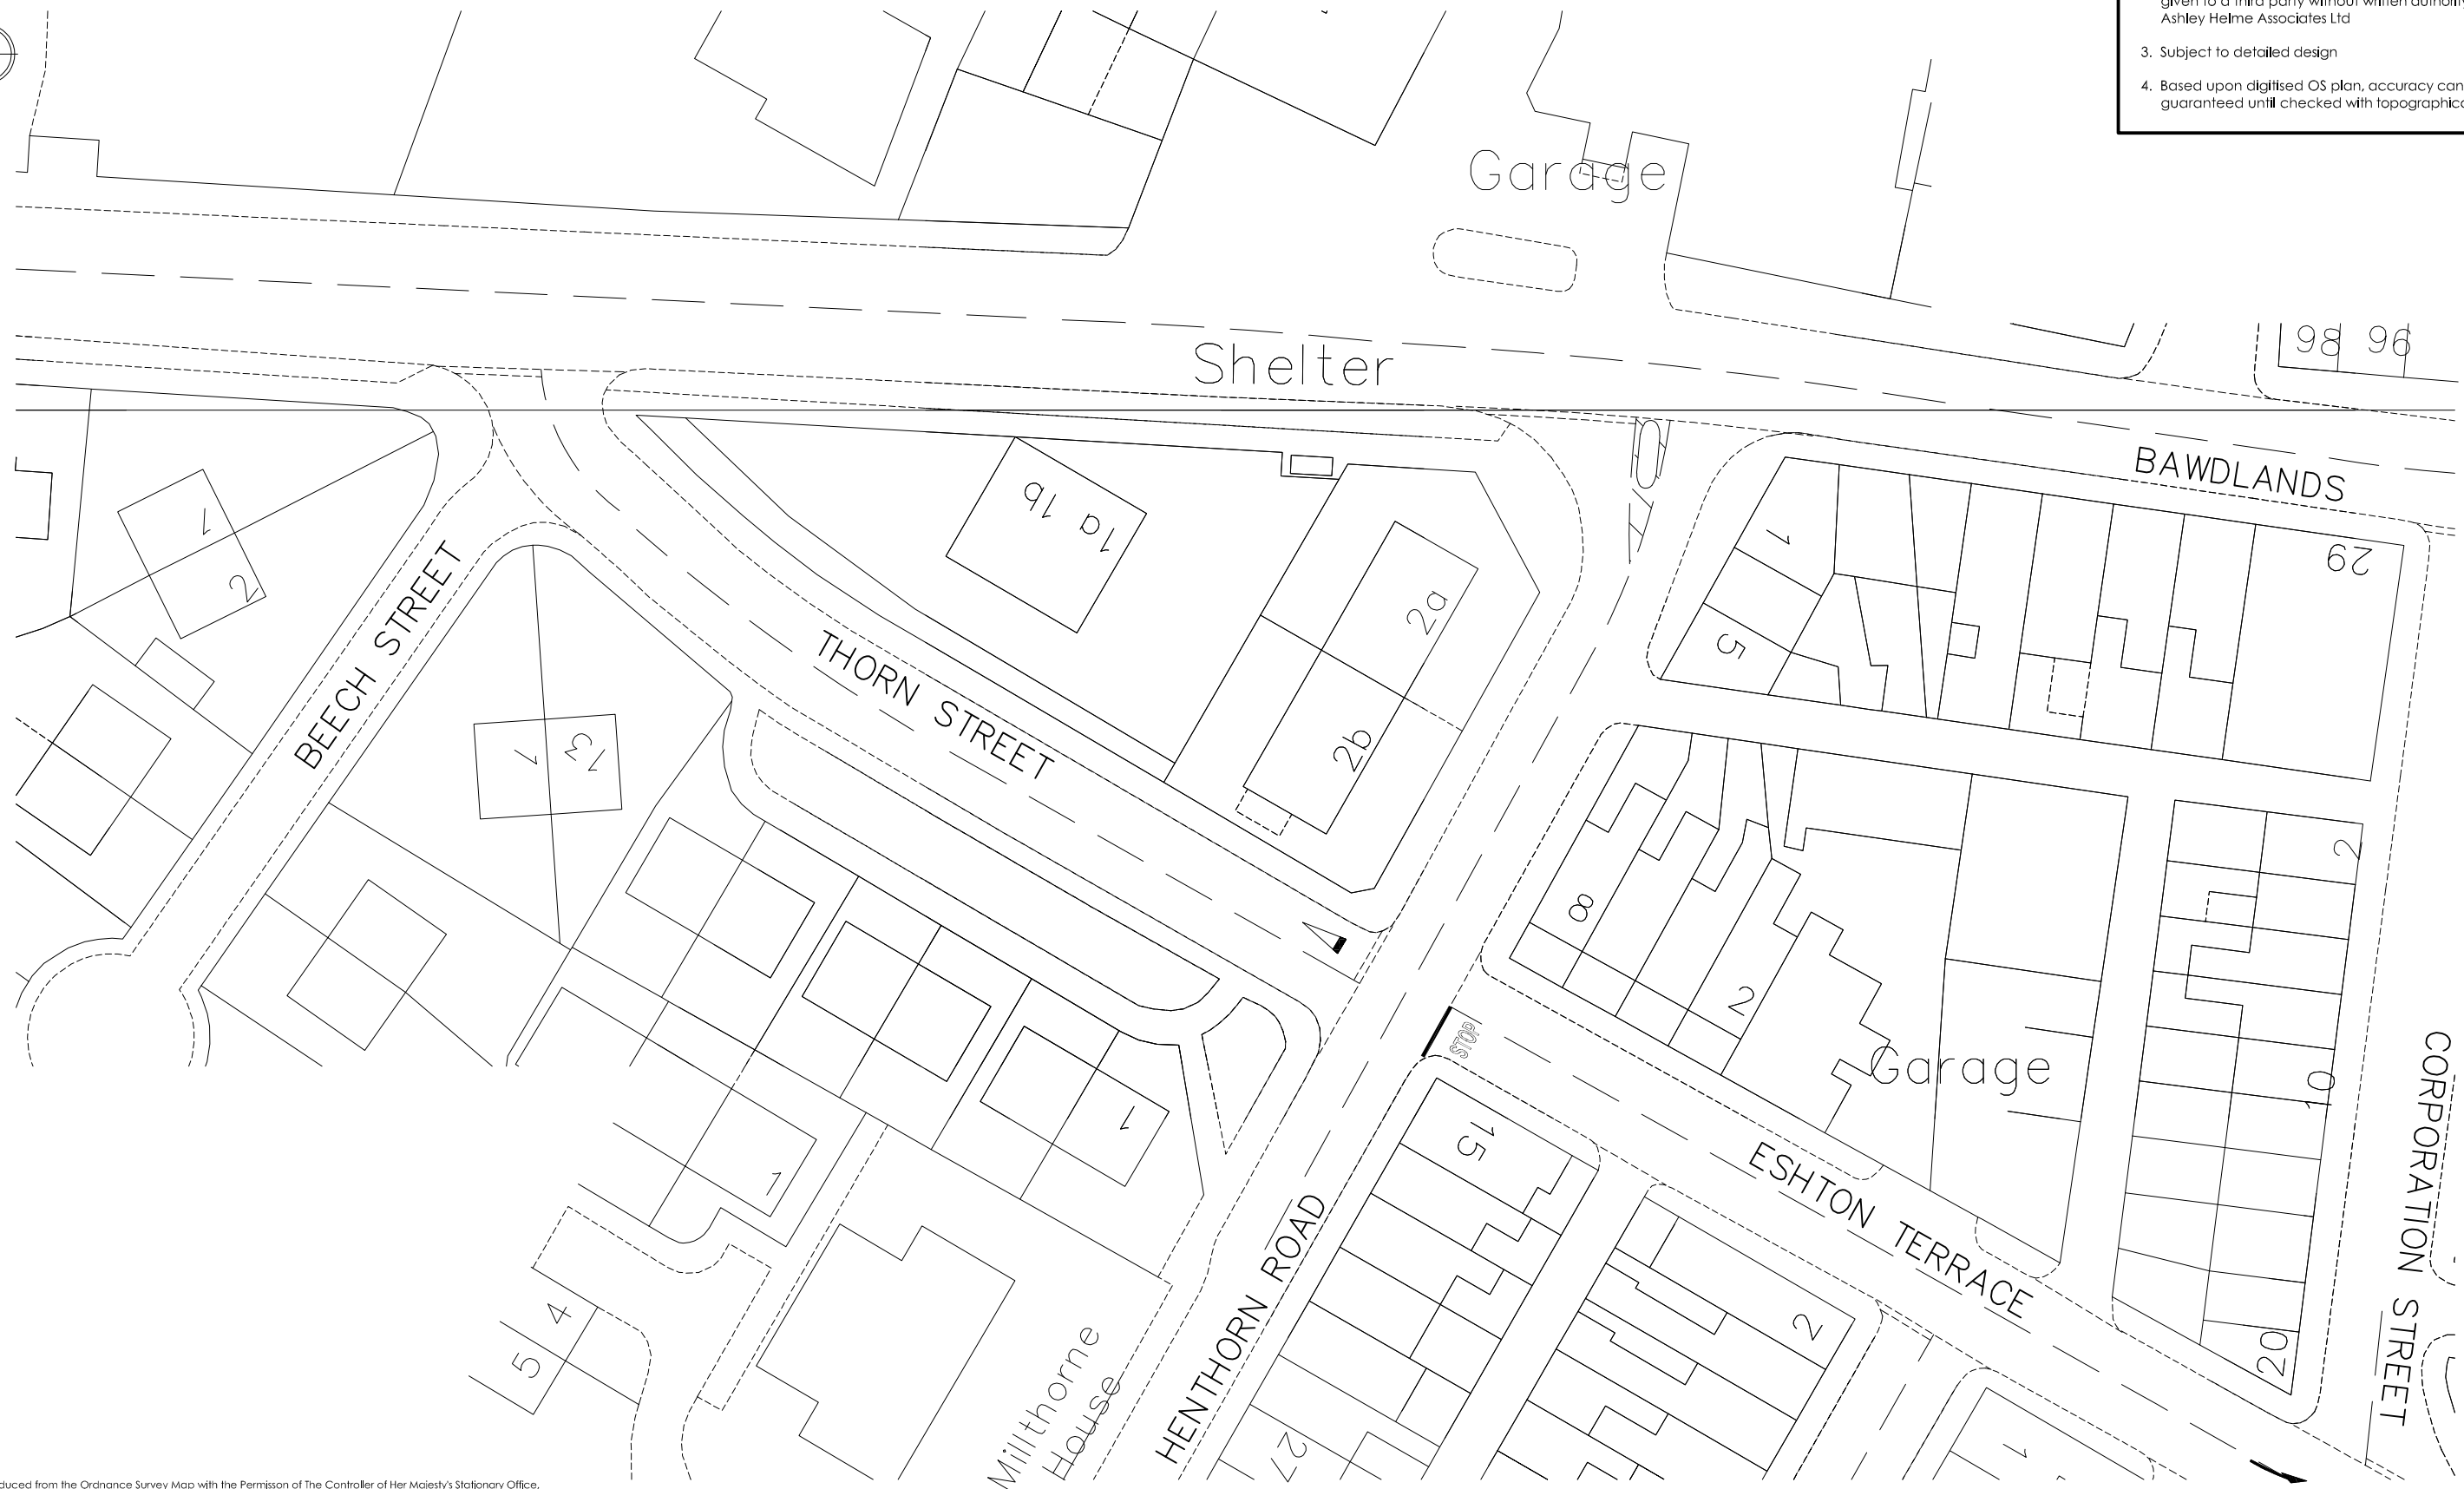 Ashley Helme Associates Ltd
3. Subject to detailed design
4. Based upon digitised OS plan, accuracy can
guaranteed until checked with
Garage
Shelter
98 96
BAWDLANDS
29
1b 1a
1
2
2a
1
5
BEECH STREET
THORN STREET
2b
1 13
8
2
2
STOP
Garage
10
CORPORATION STREET
1
15
1
ESHTON TERRACE
HENTHORN ROAD
4
5
2
20
Millthorne
House
27
1
from the Ordnance Survey Map with the Permisson of The Controller of Her Majesty's Stationary Office,